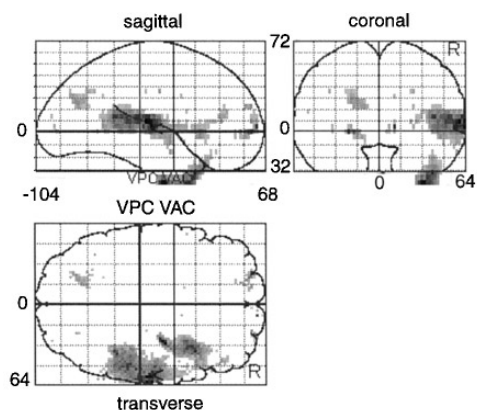 sagittal
coronal
72
R
0
0
32
VPC VAC
-104
68
0
64
VPC VAC
0
64
R
transverse